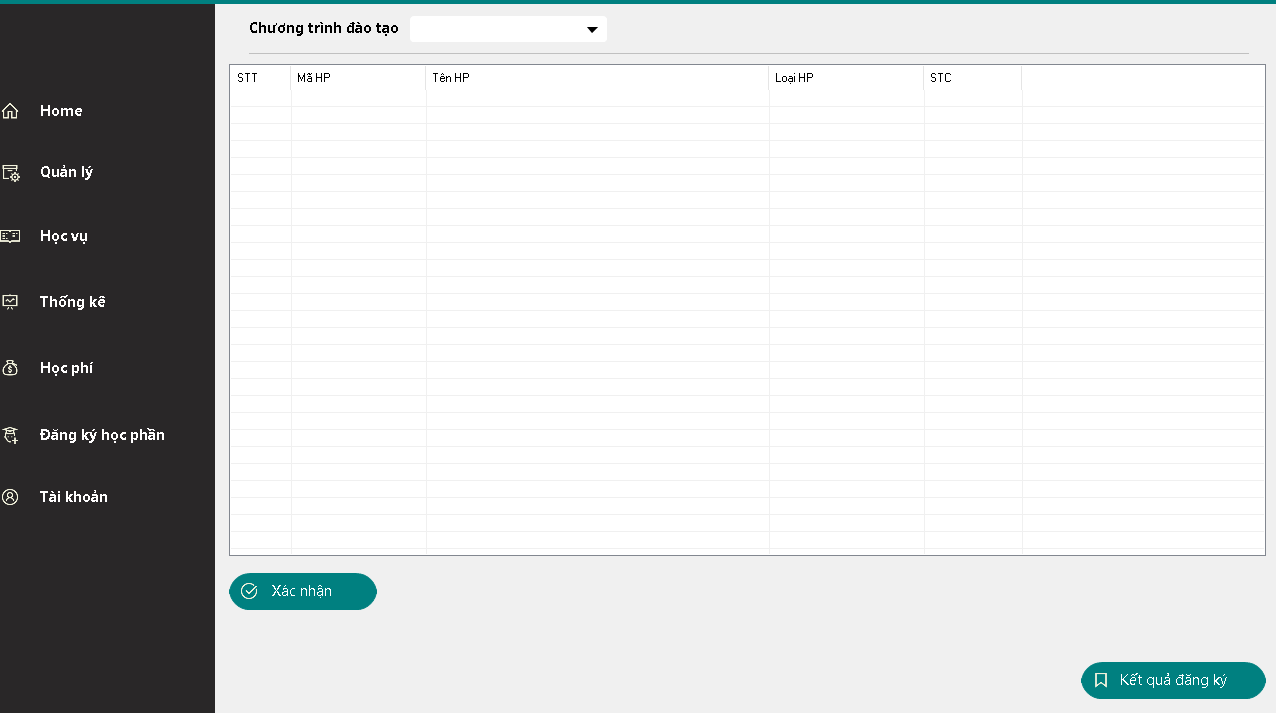 Chương trình đào tạo
STT Mã HP Tên HP Loại HP STC
Home
Quản lý
Học vụ
Thống kê
Học phí
Đăng ký học phần
Tài khoản
Xác nhận
Kết quả đăng ký